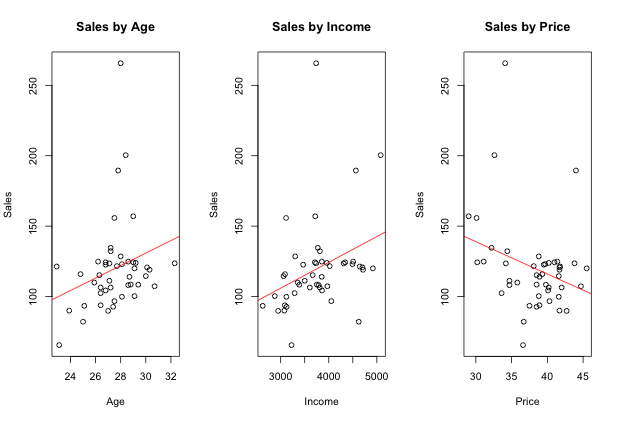 Sales by Age
Sales
100 150 200 250
24 26 28 30 32
Age
Sales by Income
Sales
100 150 200 250
3000 4000 5000
Income
Sales by Price
Sales
100 150 200 250
30 35 40 45
Price